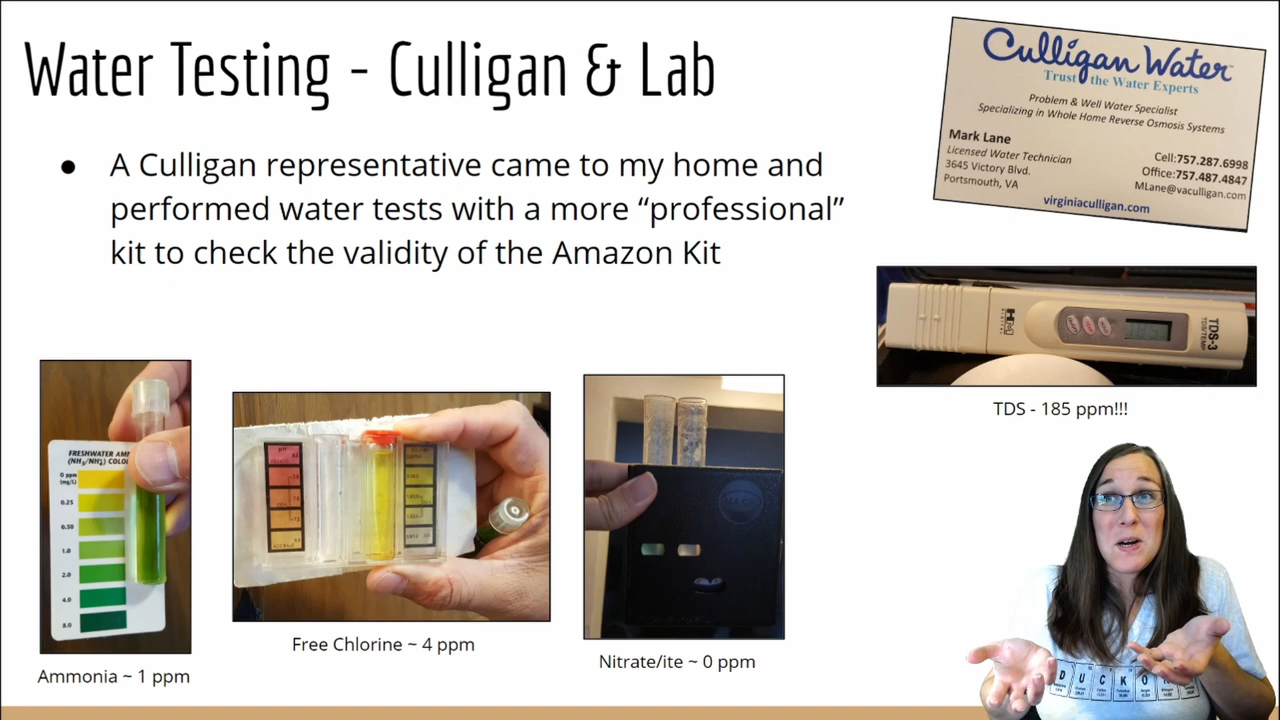 Water Testing - Culligan & Lab
● A Culligan representative came to my home and
performed water tests with a more “professional”
kit to check the validity of the Amazon Kit
Culligan Water
Trust the Water Experts
Problem & Well Water Specialist
Specializing in Whole Home Reverse Osmosis Systems
Mark Lane
Licensed Water Technician
3645 Victory Blvd.
Portsmouth, VA
Cell:757.287.6998
Office:757.487.4847
MLane@vaculligan.com
virginiaculligan.com
TDS-3
TDS - 185 ppm!!!
FRESHWATER
(NH3/NH4+)
0 ppm
(mg/L)
0.25
0.50
1.0
2.0
4.0
8.0
Ammonia ~ 1 ppm
Free Chlorine ~ 4 ppm
Nitrate/ite ~ 0 ppm
D U C K O